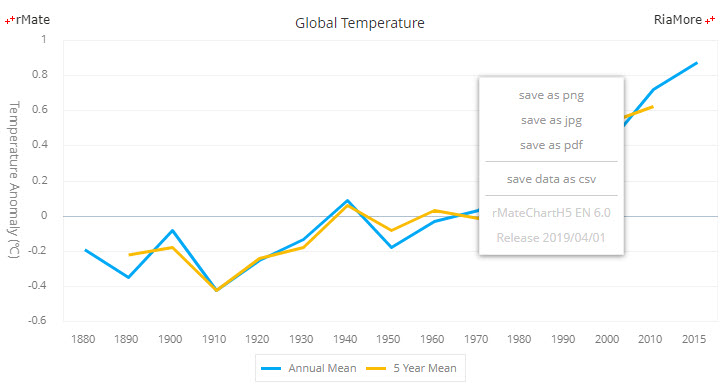 rMate
Global Temperature
RiaMore
Temperature Anomaly (℃)
1
0.8
0.6
0.4
0.2
0
-0.2
-0.4
-0.6
save as png
save as jpg
save as pdf
save data as csv
rMateChartH5 EN 6.0
Release 2019/04/01
1880 1890 1900 1910 1920 1930 1940 1950 1960 1970 1980 1990 2000 2010 2015
Annual Mean 5 Year Mean